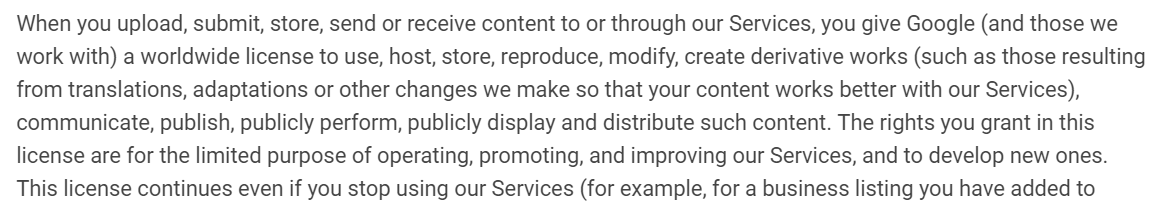 When you upload, submit, store, send or receive content to or through our Services, you give Google (and those we
work with) a worldwide license to use, host, store, reproduce, modify, create derivative works (such as those resulting
from translations, adaptations or other changes we make so that your content works better with our Services),
communicate, publish, publicly perform, publicly display and distribute such content. The rights you grant in this
license are for the limited purpose of operating, promoting, and improving our Services, and to develop new ones.
This license continues even if you stop using our Services (for example, for a business listing you have added to